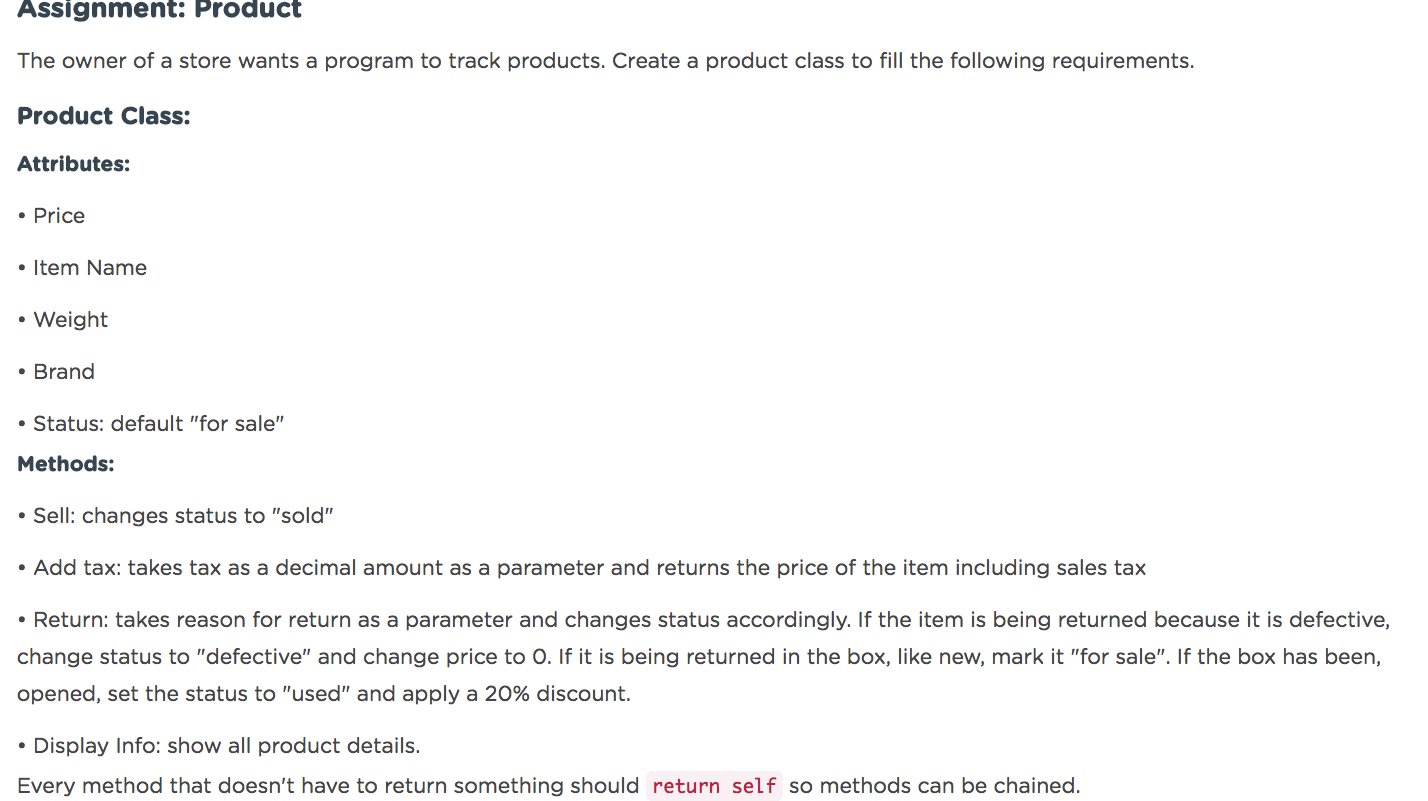 Assignment: Product
The owner of a store wants a program to track products. Create a product class to fill the following requirements.
Product Class:
Attributes:
• Price
• Item Name
• Weight
• Brand
• Status: default "for sale"
Methods:
• Sell: changes status to "sold"
• Add tax: takes tax as a decimal amount as a parameter and returns the price of the item including sales tax
• Return: takes reason for return as a parameter and changes status accordingly. If the item is being returned because it is defective,
change status to "defective" and change price to 0. If it is being returned in the box, like new, mark it "for sale". If the box has been,
opened, set the status to "used" and apply a 20% discount.
• Display Info: show all product details.
Every method that doesn't have to return something should return self so methods can be chained.